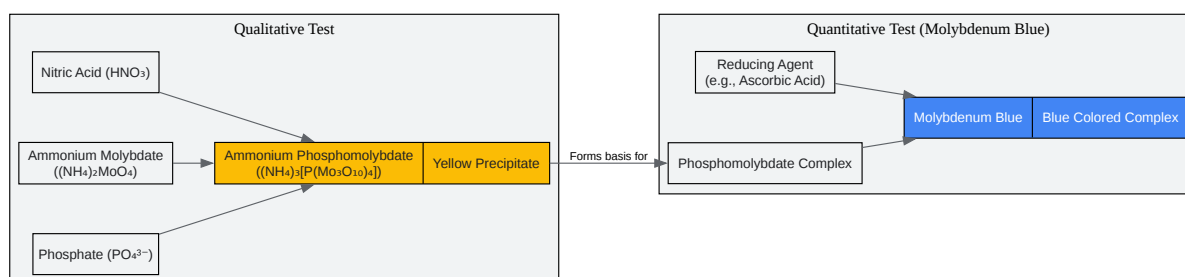 Qualitative Test
Nitric Acid (HNO₃)
Ammonium Molybdate
((NH₄)₂MoO₄)
Ammonium Phosphomolybdate
((NH₄)₃[P(Mo₃O₁₀)₄])
Yellow Precipitate
Phosphate (PO₄³⁻)
Forms basis for
Quantitative Test (Molybdenum Blue)
Reducing Agent
(e.g., Ascorbic Acid)
Molybdenum Blue
Blue Colored Complex
Phosphomolybdate Complex